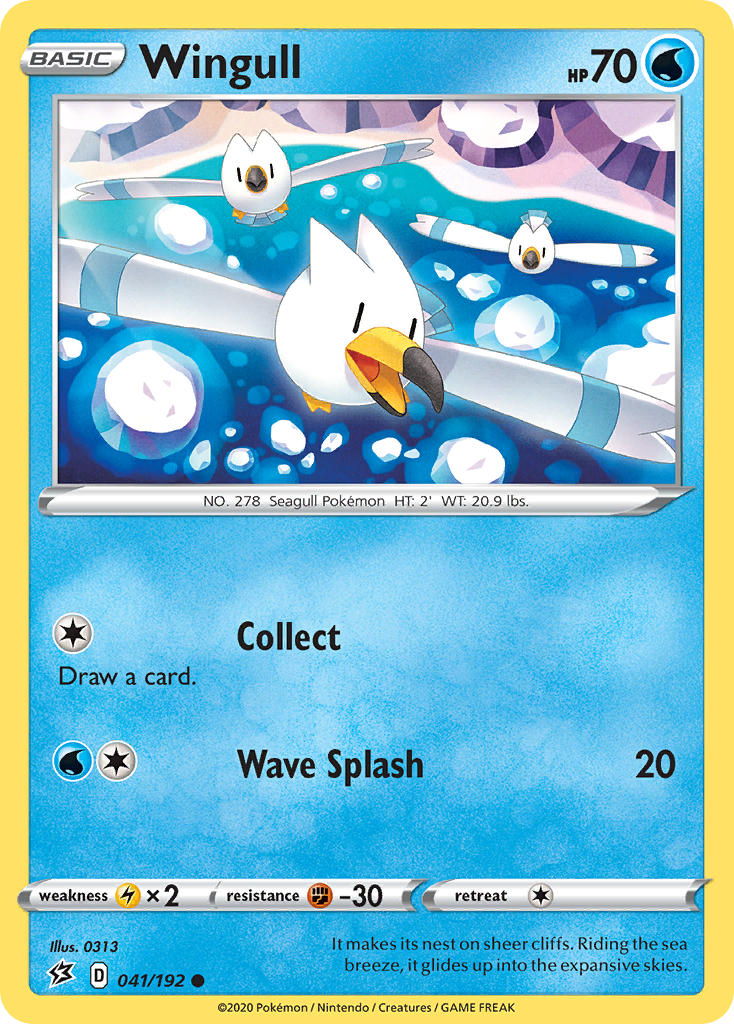 BASIC Wingull HP 70
NO. 278 Seagull Pokémon HT: 2' WT: 20.9 lbs.
Collect
Draw a card.
Wave Splash 20
weakness ×2 resistance -30 retreat
Illus. 0313
It makes its nest on sheer cliffs. Riding the sea
breeze, it glides up into the expansive skies.
D 041/192
©2020 Pokémon / Nintendo / Creatures / GAME FREAK